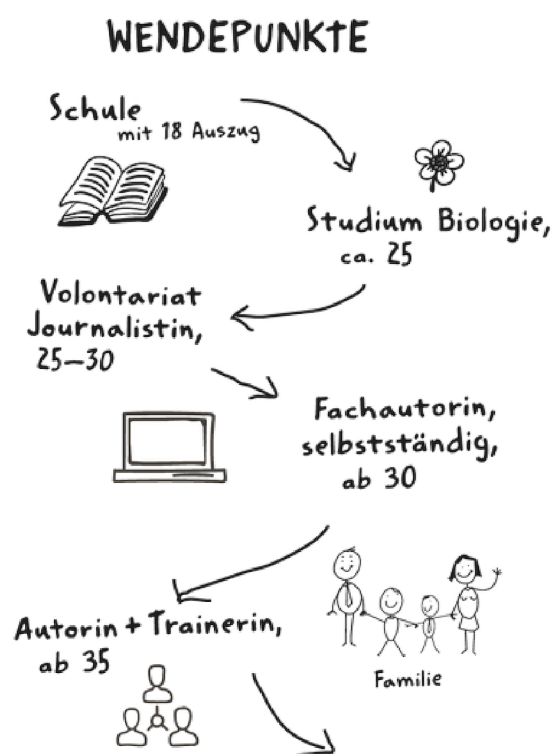 WENDEPUNKTE
Schule
mit 18 Auszug
Studium Biologie,
ca. 25
Volontariat
Journalistin,
25–30
Fachautorin,
selbstständig,
ab 30
Autorin + Trainerin,
ab 35
Familie